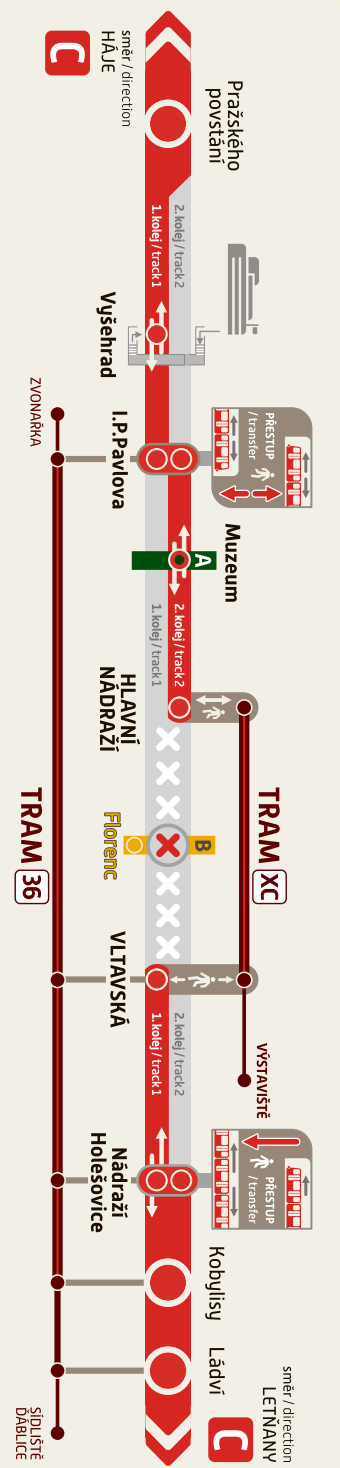 C
směr / direction
HÁJE
Pražského
povstání
2. kolej / track 2
1. kolej / track 1
Vyšehrad
ZVONAŘKA
I.P.Pavlova
PŘESTUP
/ transfer
Muzeum
A
2. kolej / track 2
1. kolej / track 1
HLAVNÍ
NÁDRAŽÍ
TRAM XC
B
Florenc
TRAM 36
VLTAVSKÁ
VÝSTAVIŠTĚ
2. kolej / track 2
1. kolej / track 1
Nádraží
Holešovice
PŘESTUP
/ transfer
Kobylisy
Ládví
směr / direction
LETŇANY
C
SÍDLIŠTĚ
ĎÁBLICE